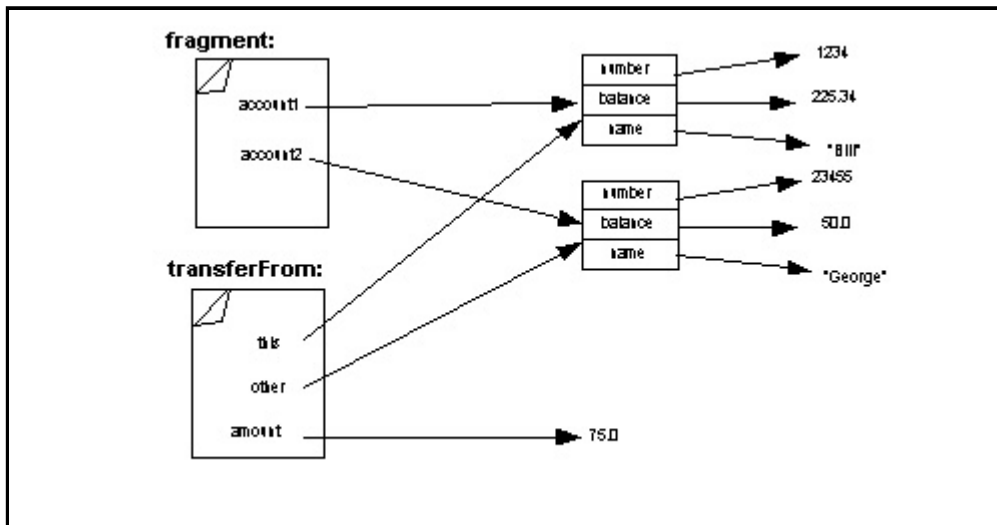 fragment:
account1
account2
number
balance
name
1234
225.34
"Bill"
number
balance
name
23455
50.0
"George"
transferFrom:
this
other
amount
75.0